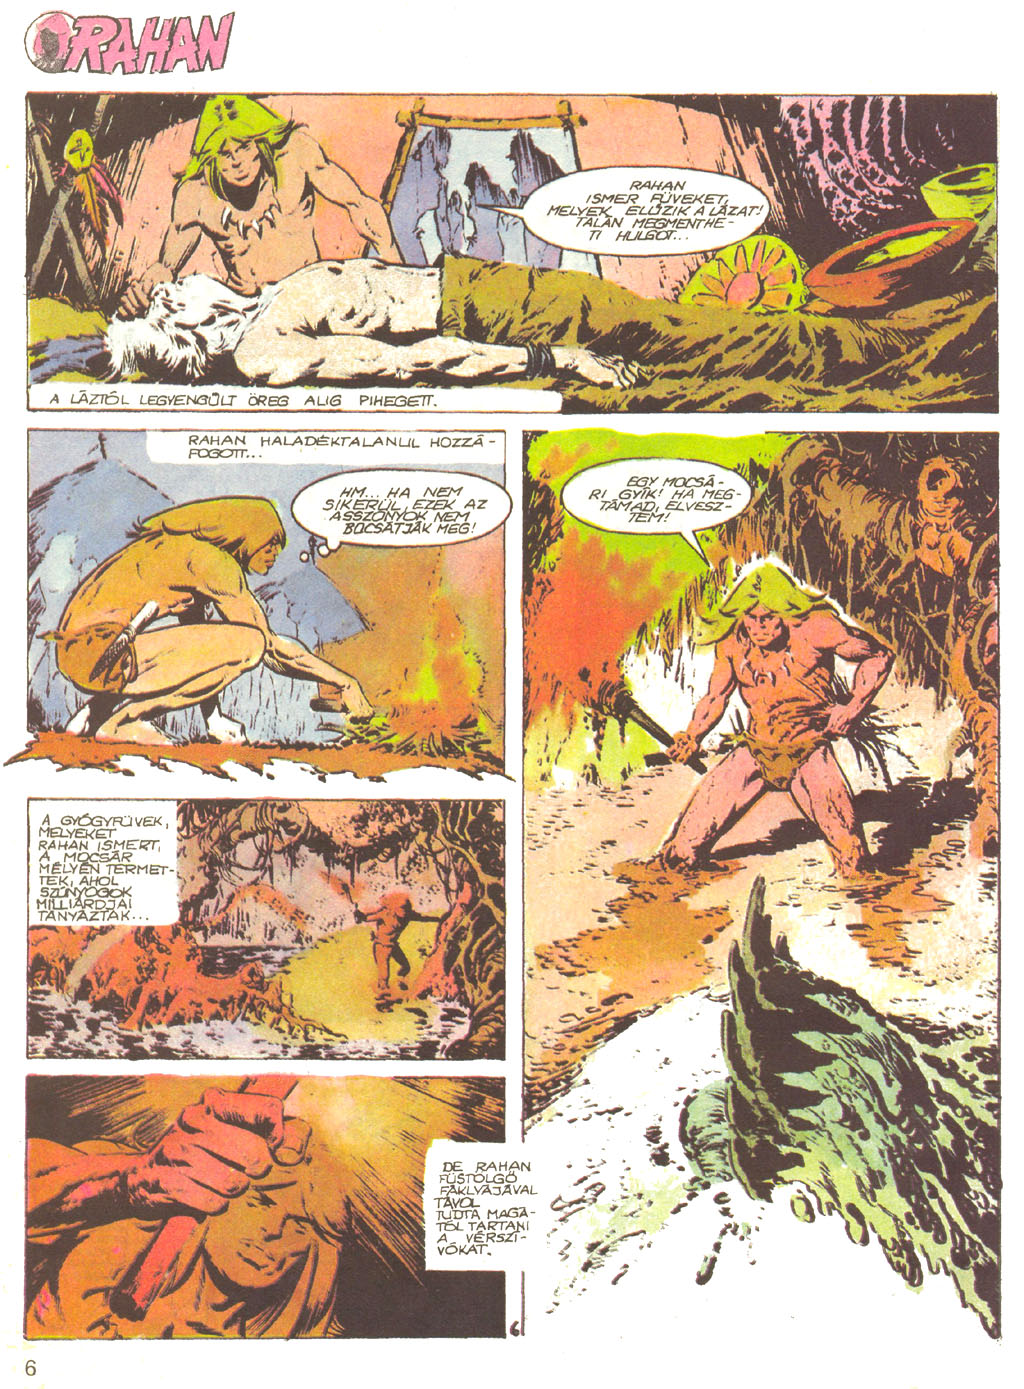 RAHAN
RAHAN
ISMER FÜVEKET,
MELYEK ELŰZIK A LÁZAT!
TALÁN MEGMENTHE-
TI HULGOT...
A LÁZTÓL LEGYENGÜLT ÖREG ALIG PIHEGETT.
RAHAN HALADÉKTALANUL HOZZÁ-
FOGOTT...
HM... HA NEM
SIKERÜL, EZEK AZ
ASSZONYOK NEM
BOCSÁTJÁK MEG!
A GYÓGYFÜVEK,
MELYEKET
RAHAN ISMERT,
A MOCSÁR
MÉLYÉN TERMET-
TEK, AHOL
SZÚNYOGOK
MILLIÁRDJAI
TANYÁZTAK...
DE RAHAN
FÜSTÖLGŐ
FÁKLYÁJÁVAL
TÁVOL
TUDTA MAGÁ-
TÓL TARTANI
A VÉRSZÍ-
VÓKAT.
EGY MOCSÁ-
RI GYÍK! HA MEG-
TÁMAD, ELVESZ-
TEM!
6
6